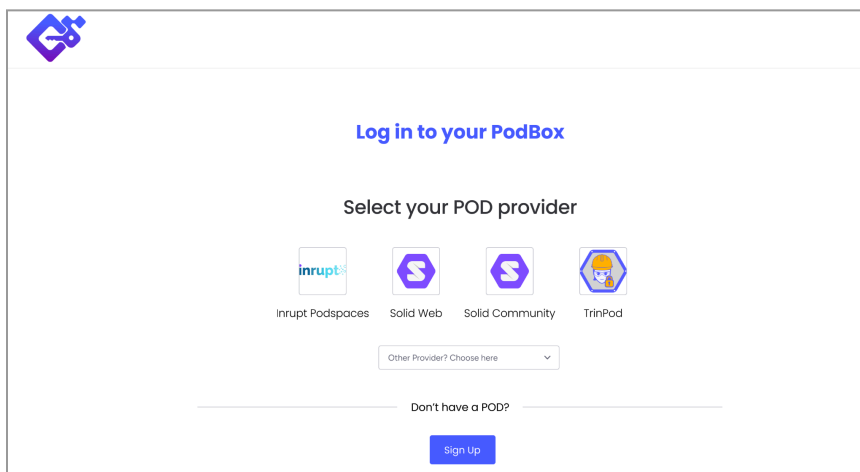 Log in to your PodBox
Select your POD provider
inrupt
Inrupt Podspaces Solid Web Solid Community TrinPod
Other Provider? Choose here
Don't have a POD?
Sign Up